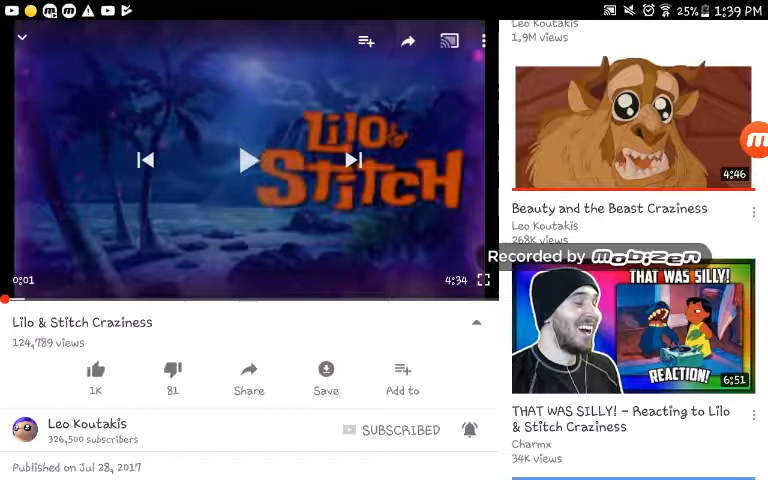 25% 1:39 PM
Lilo &
Stitch
0:01
4:34
Lilo & Stitch Craziness
124,789 views
1K
81
Share
Save
Add to
Leo Koutakis
326,500 subscribers
SUBSCRIBED
Published on Jul 28, 2017
Leo Koutakis
1.9M views
4:46
Beauty and the Beast Craziness
Leo Koutakis
268K views
Recorded by mobizen
THAT WAS SILLY!
REACTION!
6:51
THAT WAS SILLY! – Reacting to Lilo
& Stitch Craziness
Charmx
34K views